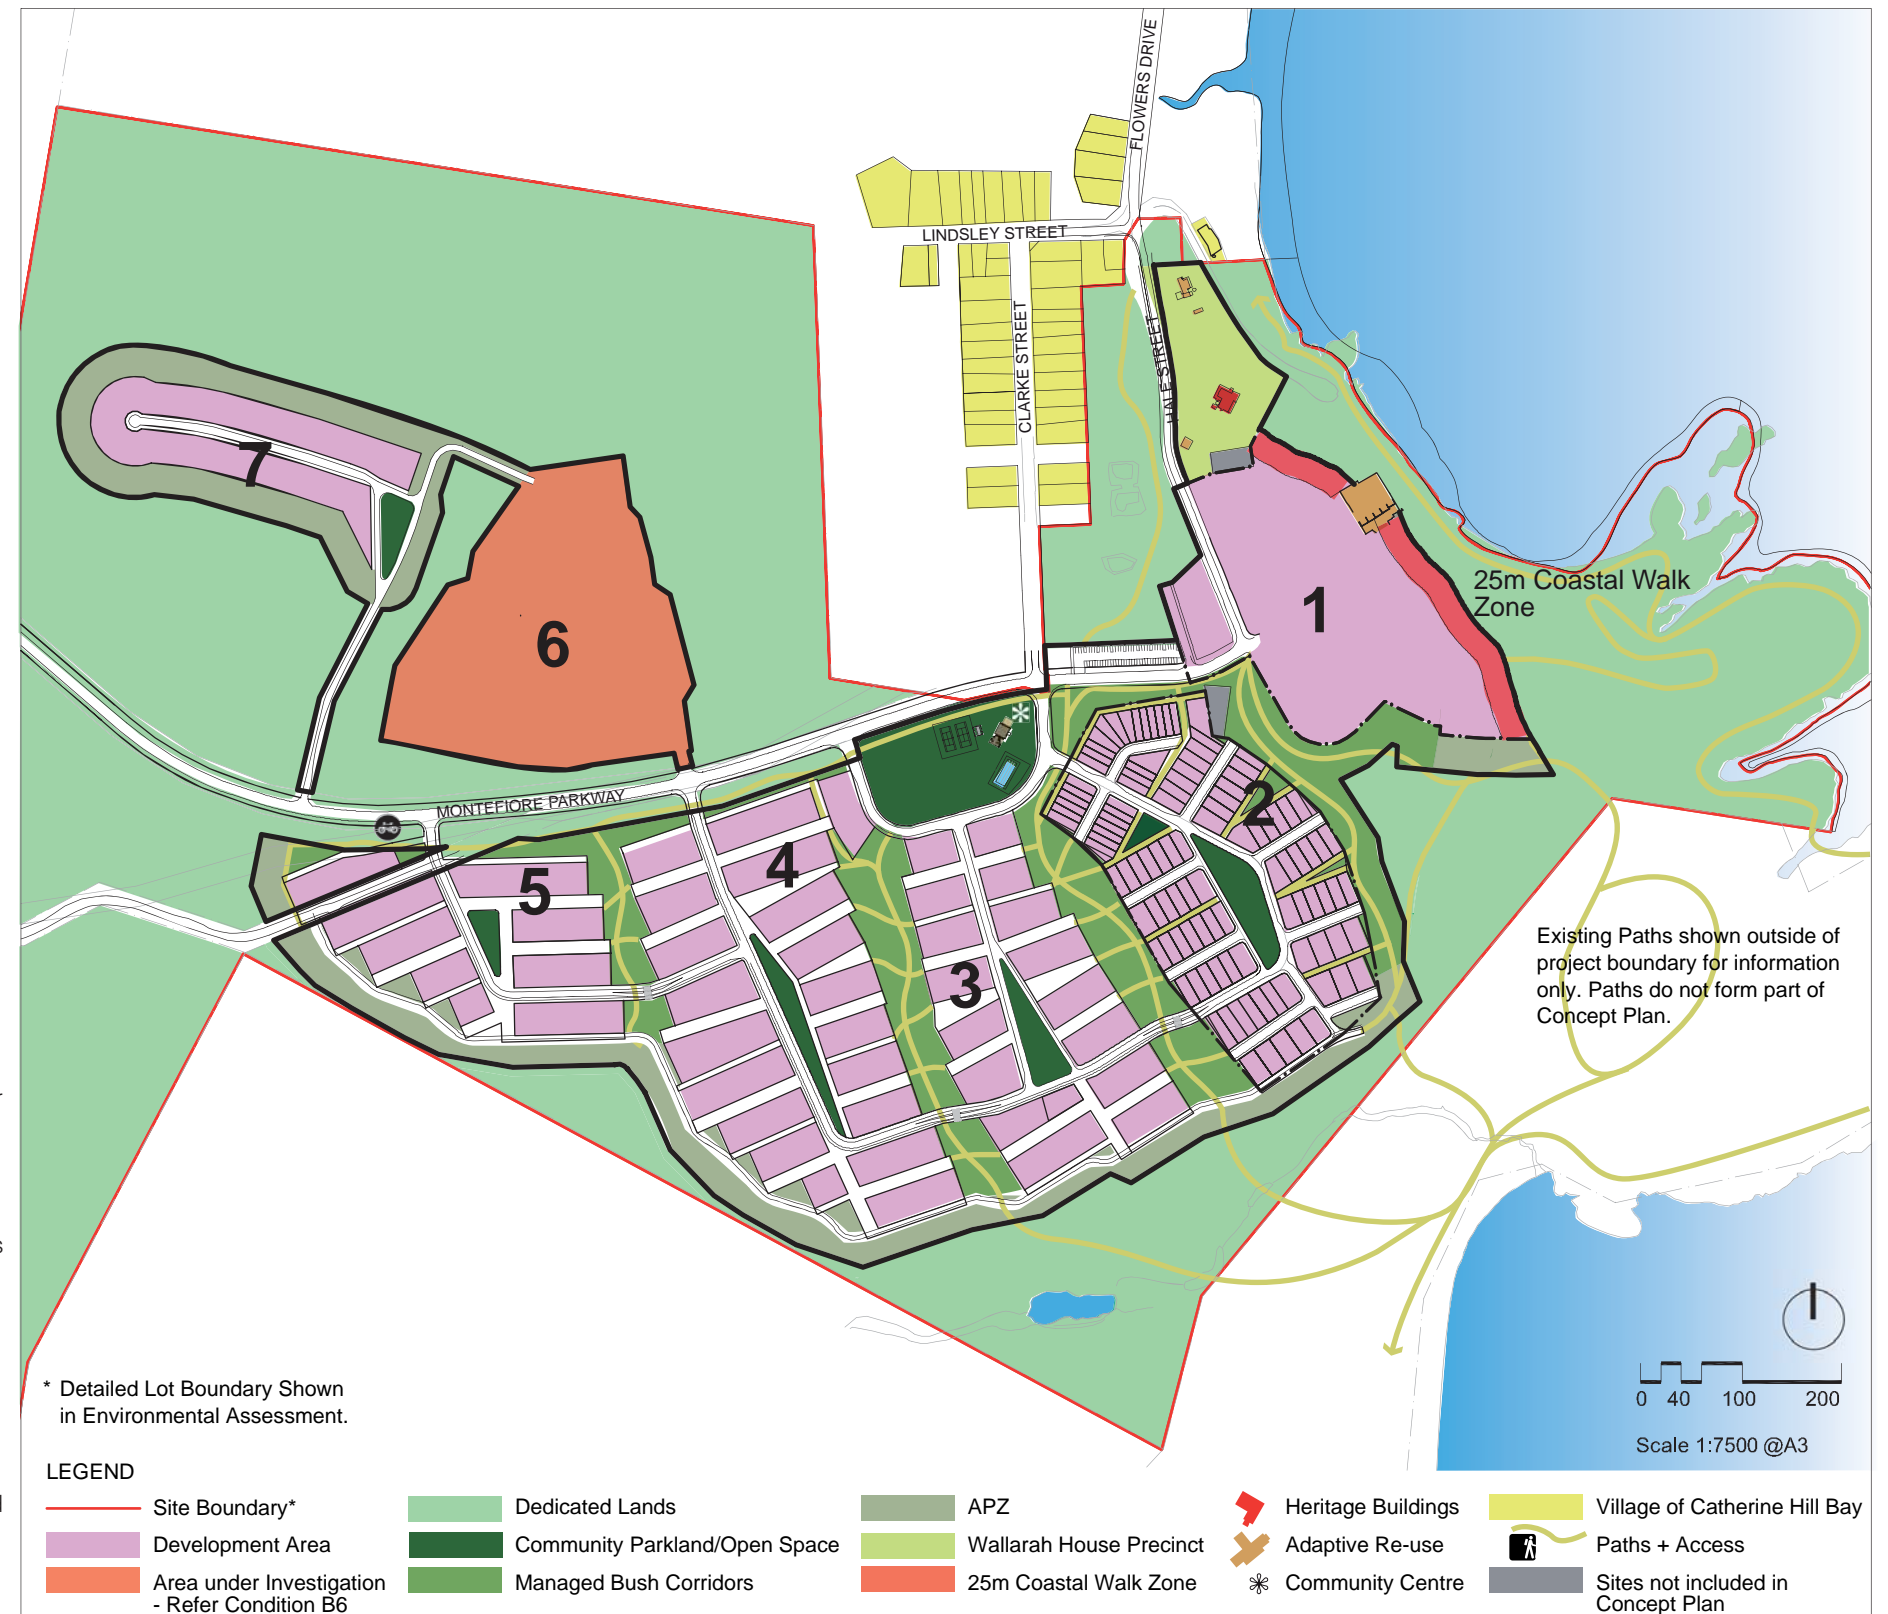 FLOWERS DRIVE
LINDSLEY STREET
CLARKE STREET
HALE STREET
7
6
1
25m Coastal Walk
Zone
MONTEFIORE PARKWAY
2
4
5
3
Existing Paths shown outside of
project boundary for information
only. Paths do not form part of
Concept Plan.
* Detailed Lot Boundary Shown
in Environmental Assessment.
0 40 100 200
Scale 1:7500 @A3
LEGEND
Site Boundary*
Development Area
Area under Investigation
- Refer Condition B6
Dedicated Lands
Community Parkland/Open Space
Managed Bush Corridors
APZ
Wallarah House Precinct
25m Coastal Walk Zone
Heritage Buildings
Adaptive Re-use
Community Centre
Village of Catherine Hill Bay
Paths + Access
Sites not included in
Concept Plan